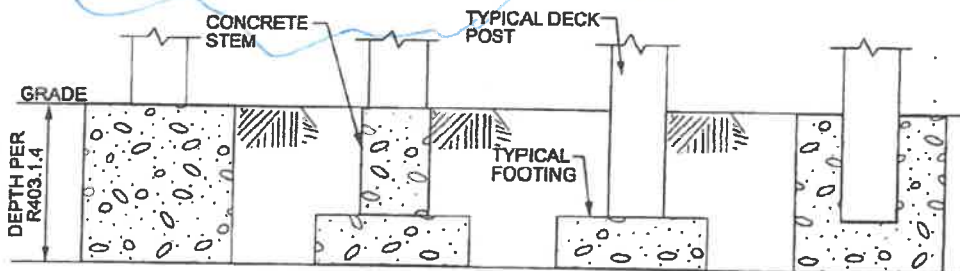 CONCRETE
STEM
TYPICAL DECK
POST
GRADE
DEPTH PER
R403.1.4
TYPICAL
FOOTING